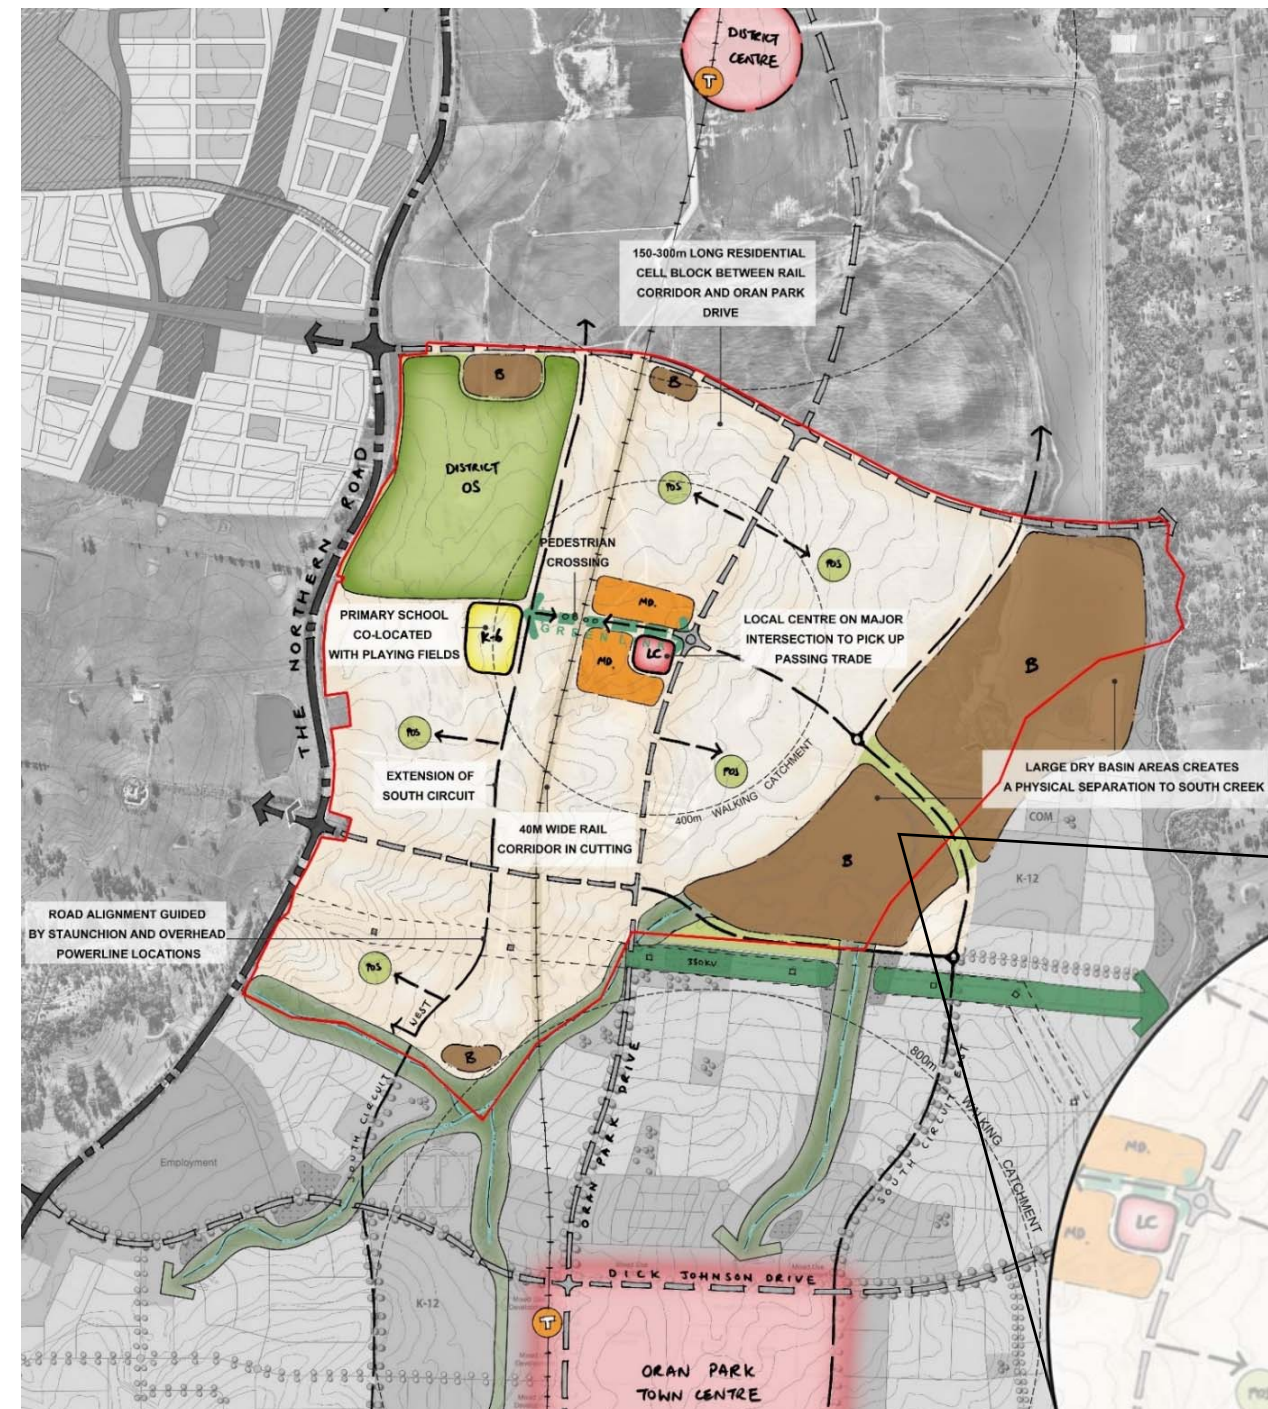 DISTRICT
CENTRE
T
150-300m LONG RESIDENTIAL
CELL BLOCK BETWEEN RAIL
CORRIDOR AND ORAN PARK
DRIVE
B
B
DISTRICT
OS
THE NORTHERN ROAD
POS
POS
PEDESTRIAN
CROSSING
PRIMARY SCHOOL
CO-LOCATED
WITH PLAYING FIELDS
K-6
MD.
GREEN LIN
MD.
LC
LOCAL CENTRE ON MAJOR
INTERSECTION TO PICK UP
PASSING TRADE
B
POS
POS
EXTENSION OF
SOUTH CIRCUIT
400m WALKING CATCHMENT
LARGE DRY BASIN AREAS CREATES
A PHYSICAL SEPARATION TO SOUTH CREEK
COM
40M WIDE RAIL
CORRIDOR IN CUTTING
B
K-12
ROAD ALIGNMENT GUIDED
BY STAUNCHION AND OVERHEAD
POWERLINE LOCATIONS
POS
330KV
WEST
B
SOUTH CIRCUIT
ORAN PARK DRIVE
800m WALKING CATCHMENT
SOUTH CIRCUIT EAST
Employment
MD.
LC
MD.
K-12
DICK JOHNSON DRIVE
T
ORAN PARK
TOWN CENTRE
POS